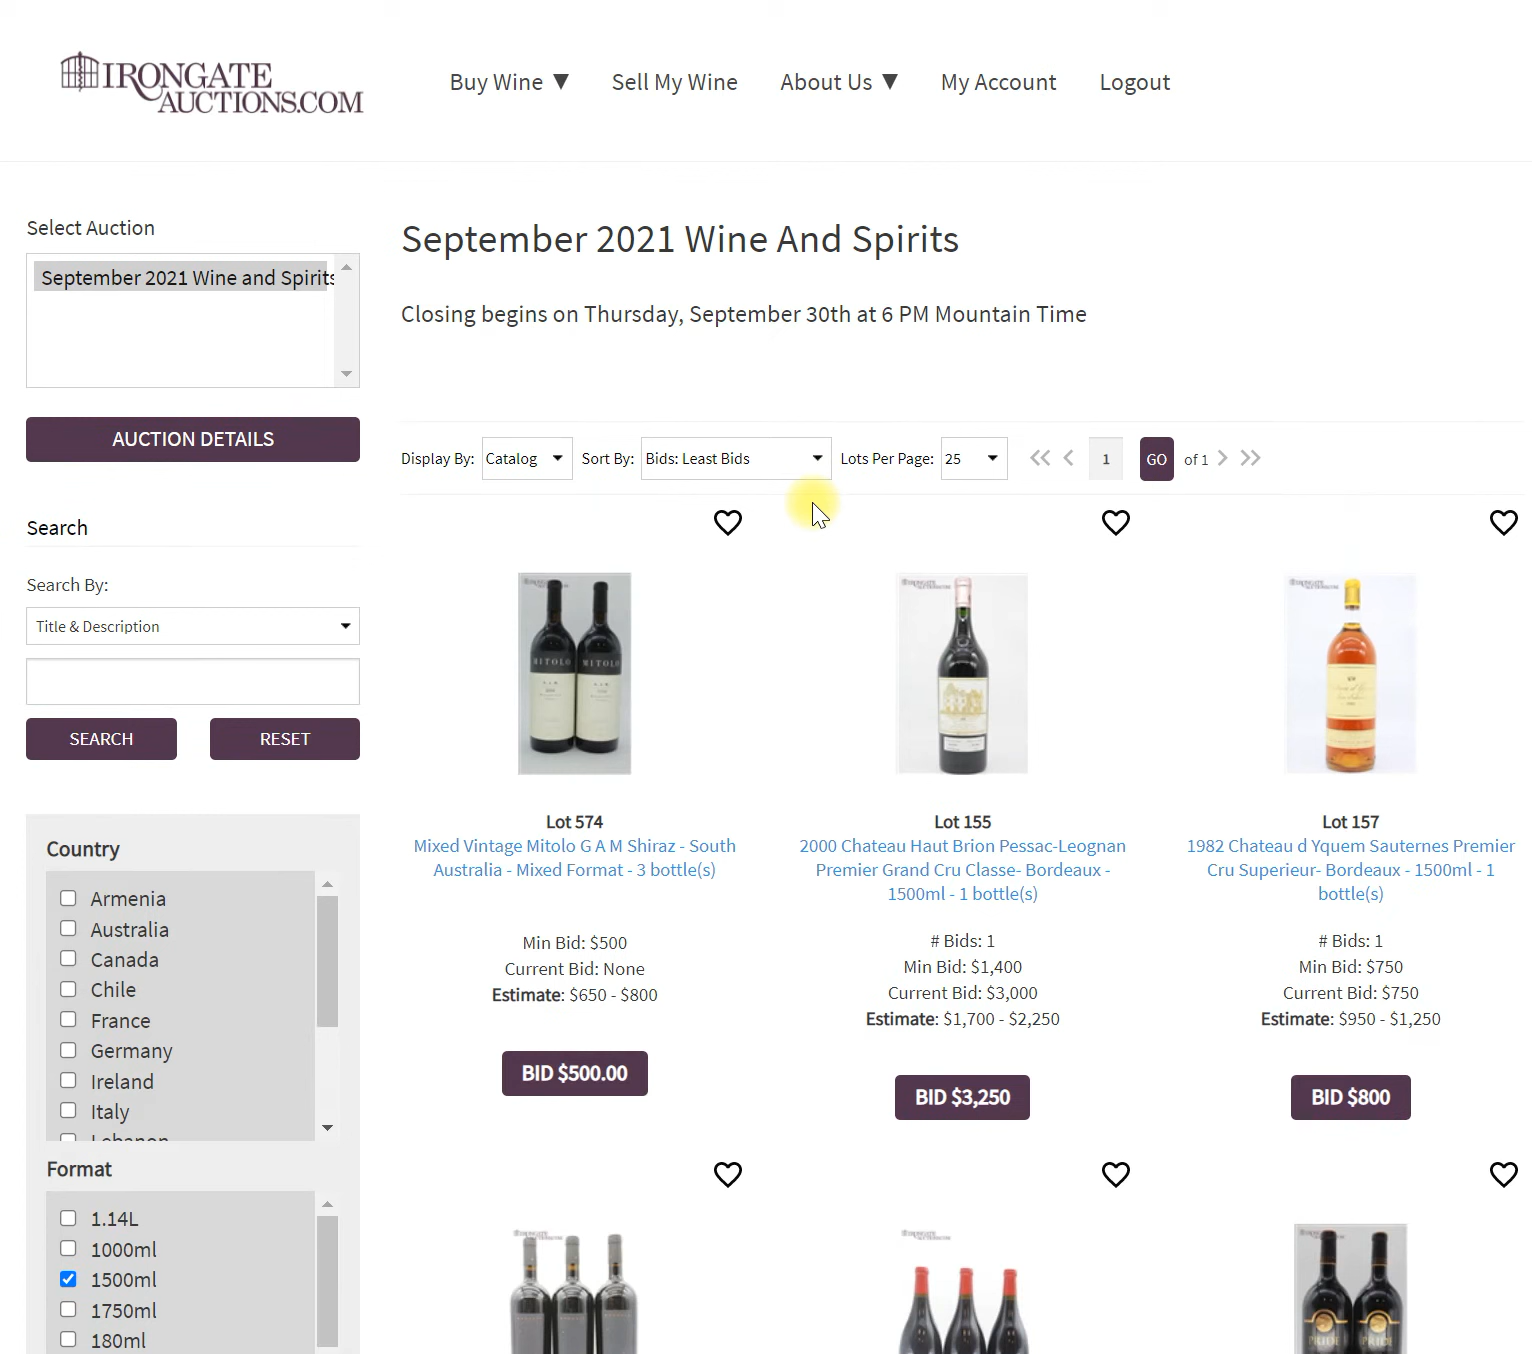 IRONGATE
AUCTIONS.COM
Buy Wine ▼
Sell My Wine
About Us ▼
My Account
Logout
Select Auction
September 2021 Wine and Spirits
AUCTION DETAILS
Search
Search By:
Title & Description
SEARCH
RESET
Country
Armenia
Australia
Canada
Chile
France
Germany
Ireland
Italy
Lebanon
Format
1.14L
1000ml
1500ml
1750ml
180ml
September 2021 Wine And Spirits
Closing begins on Thursday, September 30th at 6 PM Mountain Time
Display By: Catalog Sort By: Bids: Least Bids Lots Per Page: 25 1 GO of 1
MITOLO MITOLO
Lot 574
Mixed Vintage Mitolo G A M Shiraz - South
Australia - Mixed Format - 3 bottle(s)
Min Bid: $500
Current Bid: None
Estimate: $650 - $800
BID $500.00
Lot 155
2000 Chateau Haut Brion Pessac-Leognan
Premier Grand Cru Classe- Bordeaux -
1500ml - 1 bottle(s)
# Bids: 1
Min Bid: $1,400
Current Bid: $3,000
Estimate: $1,700 - $2,250
BID $3,250
Lot 157
1982 Chateau d Yquem Sauternes Premier
Cru Superieur- Bordeaux - 1500ml - 1
bottle(s)
# Bids: 1
Min Bid: $750
Current Bid: $750
Estimate: $950 - $1,250
BID $800
PRIDE PRIDE